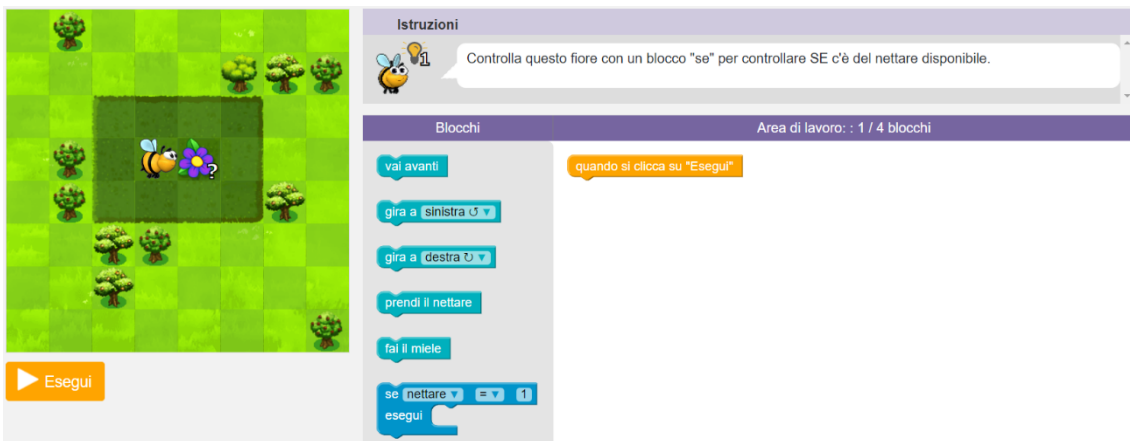 Istruzioni
1
Controlla questo fiore con un blocco "se" per controllare SE c'è del nettare disponibile.
Blocchi
Area di lavoro: : 1 / 4 blocchi
?
vai avanti
quando si clicca su "Esegui"
gira a sinistra ↺ ▼
gira a destra ↻ ▼
prendi il nettare
fai il miele
Esegui
se nettare ▼ = ▼ 1
esegui